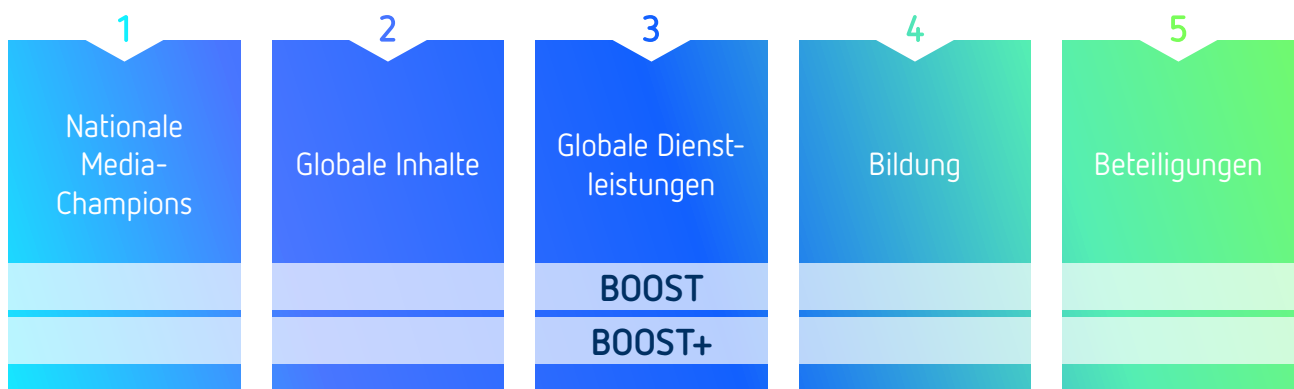 1
2
3
4
5
Nationale
Media-
Champions
Globale Inhalte
Globale Dienst-
leistungen
Bildung
Beteiligungen
BOOST
BOOST+